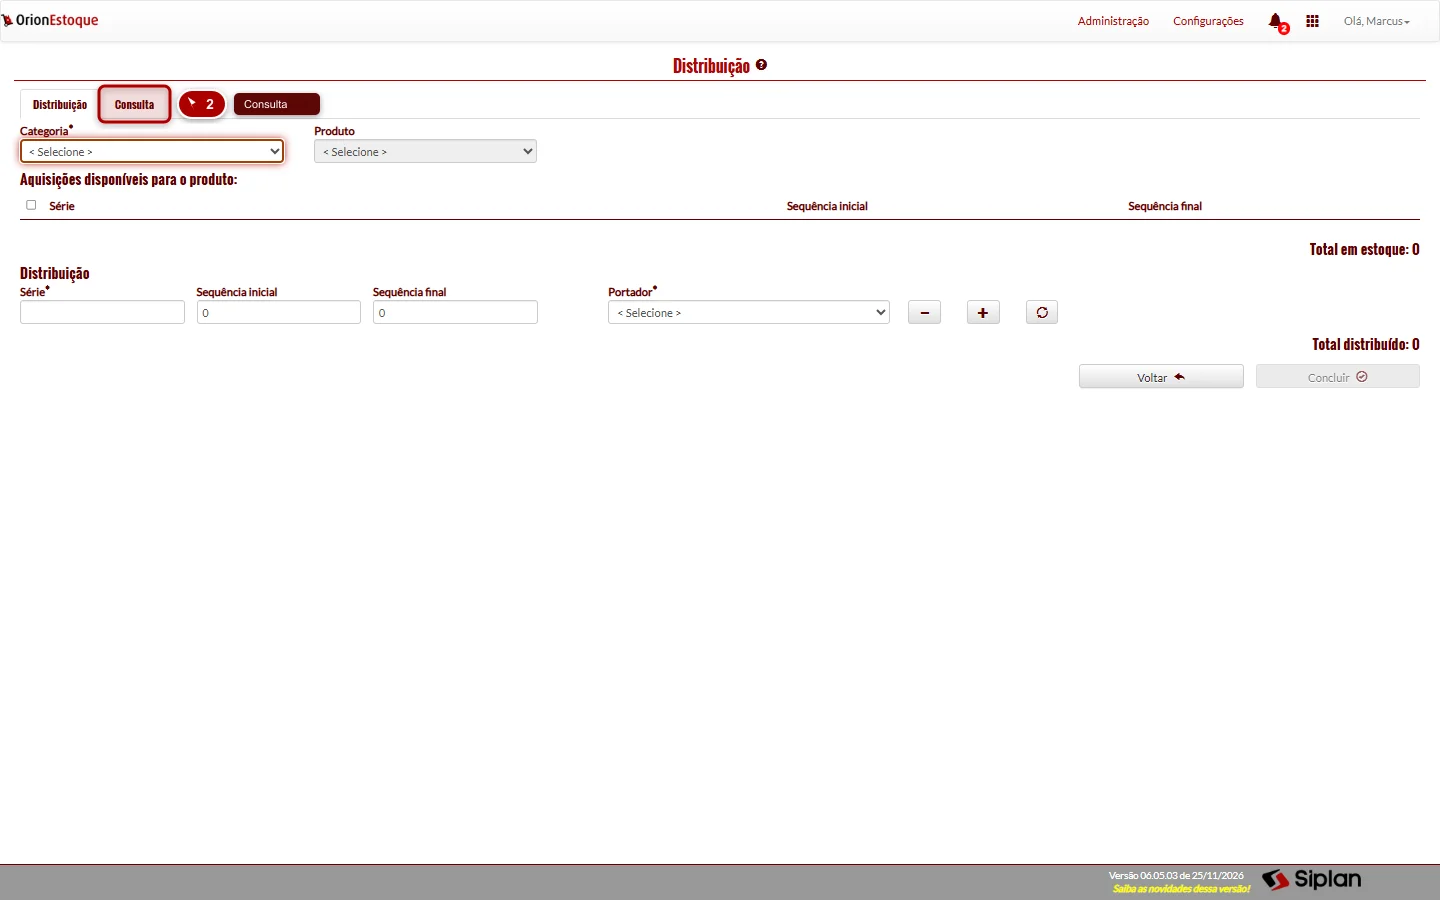 OrionEstoque
Administração Configurações 2 Olá, Marcus
Distribuição ?
Distribuição Consulta 2 Consulta
Categoria* Produto
< Selecione > < Selecione >
Aquisições disponíveis para o produto:
Série Sequência inicial Sequência final
Total em estoque: 0
Distribuição
Série* Sequência inicial Sequência final Portador*
0 0 < Selecione >
Total distribuído: 0
Voltar Concluir
Versão 06.05.03 de 25/11/2026
Saiba as novidades dessa versão!
Siplan